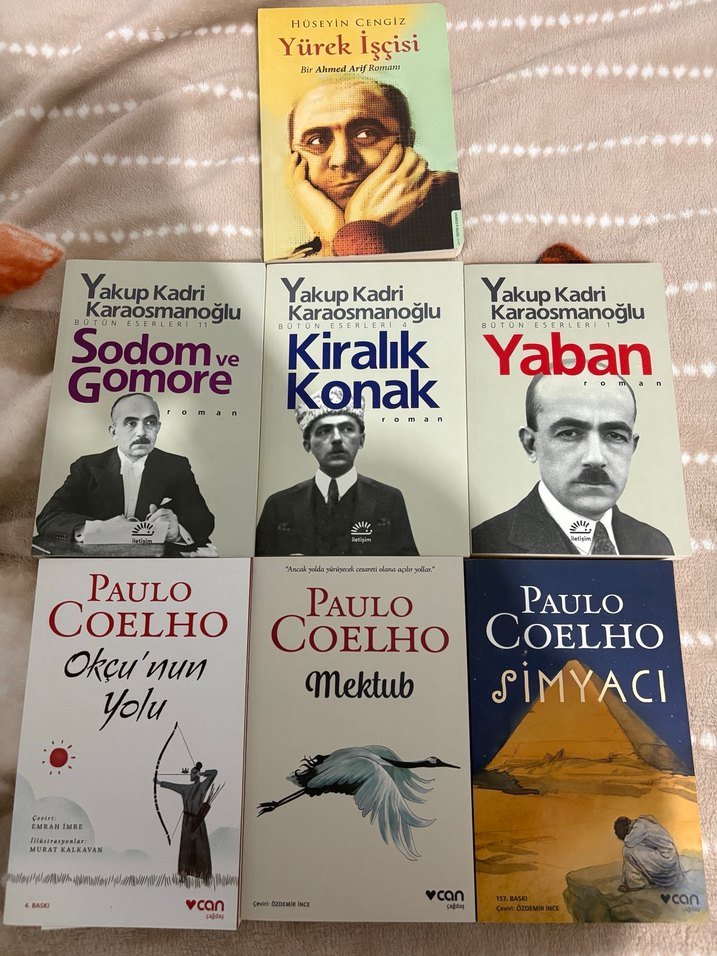 HÜSEYİN CENGİZ
Yürek İşçisi
Bir Ahmed Arif Romanı
Yakup Kadri
Karaosmanoğlu
BÜTÜN ESERLERİ 11
Sodom ve
Gomore
roman
iletişim
Yakup Kadri
Karaosmanoğlu
BÜTÜN ESERLERİ 4
Kiralık
Konak
roman
iletişim
Yakup Kadri
Karaosmanoğlu
BÜTÜN ESERLERİ 1
Yaban
roman
iletişim
PAULO
COELHO
Okçu'nun
Yolu
Çeviri:
EMRAH İMRE
İllüstrasyonlar:
MURAT KALKAVAN
4. BASKI
can
çağdaş
"Ancak yolda yürüyecek cesareti olana açılır yollar."
PAULO
COELHO
Mektub
Çeviri: ÖZDEMİR İNCE
can
çağdaş
PAULO
COELHO
SİMYACI
157. BASKI
Çeviri: ÖZDEMİR İNCE
can
çağdaş